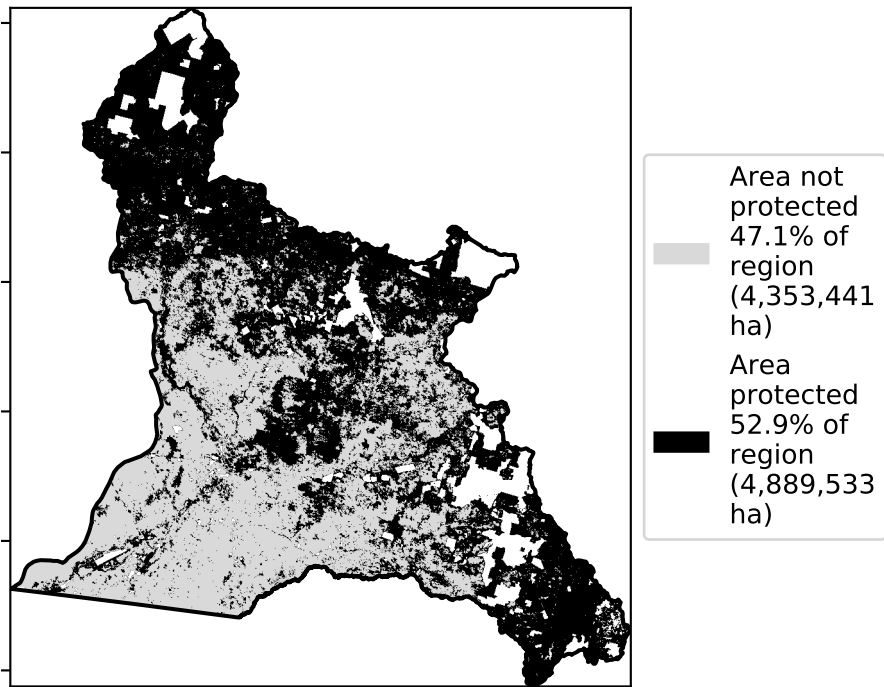 Area not
protected
47.1% of
region
(4,353,441
ha)
Area
protected
52.9% of
region
(4,889,533
ha)